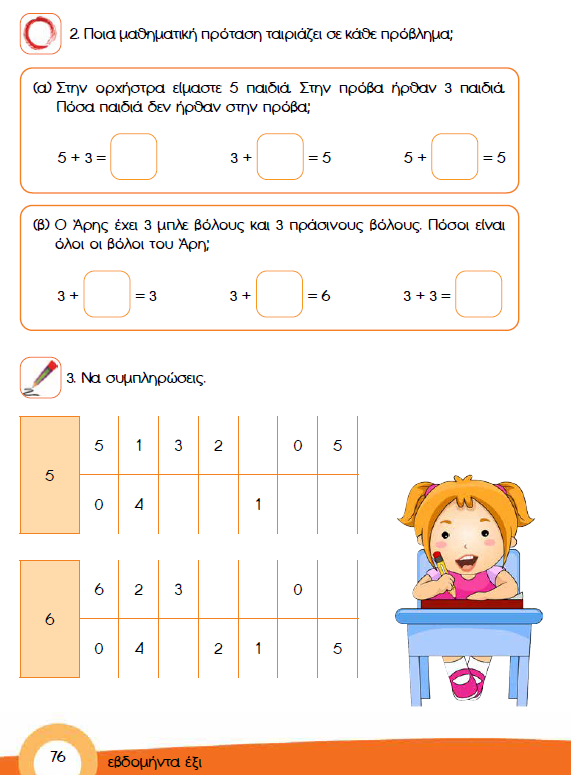 2. Ποια μαθηματική πρόταση ταιριάζει σε κάθε πρόβλημα;
(α) Στην ορχήστρα είμαστε 5 παιδιά. Στην πρόβα ήρθαν 3 παιδιά.
Πόσα παιδιά δεν ήρθαν στην πρόβα;
5 + 3 = 3 + = 5 5 + = 5
(β) Ο Άρης έχει 3 μπλε βόλους και 3 πράσινους βόλους. Πόσοι είναι
όλοι οι βόλοι του Άρη;
3 + = 3 3 + = 6 3 + 3 =
3. Να συμπληρώσεις.
5
5 1 3 2 0 5
0 4 1
6
6 2 3 0
0 4 2 1 5
76 εβδομήντα έξι